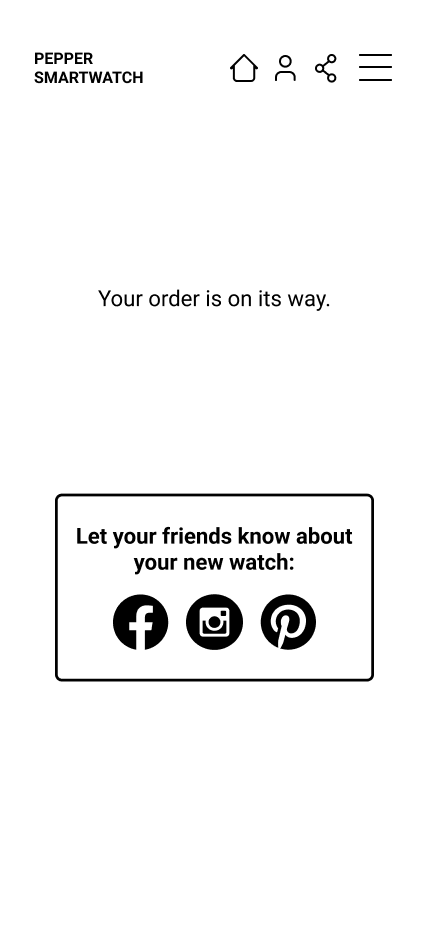 PEPPER
SMARTWATCH
Your order is on its way.
Let your friends know about
your new watch: